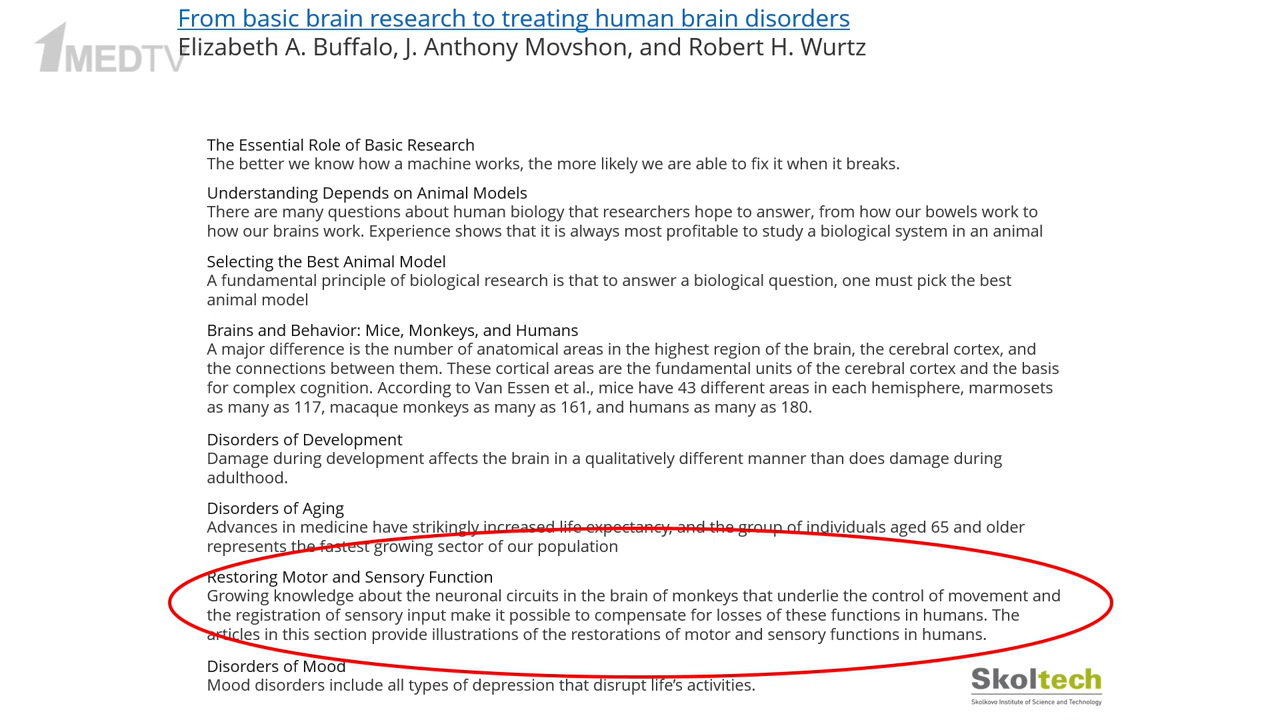 From basic brain research to treating human brain disorders
1MEDTV
Elizabeth A. Buffalo, J. Anthony Movshon, and Robert H. Wurtz
The Essential Role of Basic Research
The better we know how a machine works, the more likely we are able to fix it when it breaks.
Understanding Depends on Animal Models
There are many questions about human biology that researchers hope to answer, from how our bowels work to
how our brains work. Experience shows that it is always most profitable to study a biological system in an animal
Selecting the Best Animal Model
A fundamental principle of biological research is that to answer a biological question, one must pick the best
animal model
Brains and Behavior: Mice, Monkeys, and Humans
A major difference is the number of anatomical areas in the highest region of the brain, the cerebral cortex, and
the connections between them. These cortical areas are the fundamental units of the cerebral cortex and the basis
for complex cognition. According to Van Essen et al., mice have 43 different areas in each hemisphere, marmosets
as many as 117, macaque monkeys as many as 161, and humans as many as 180.
Disorders of Development
Damage during development affects the brain in a qualitatively different manner than does damage during
adulthood.
Disorders of Aging
Advances in medicine have strikingly increased life expectancy, and the group of individuals aged 65 and older
represents the fastest growing sector of our population
Restoring Motor and Sensory Function
Growing knowledge about the neuronal circuits in the brain of monkeys that underlie the control of movement and
the registration of sensory input make it possible to compensate for losses of these functions in humans. The
articles in this section provide illustrations of the restorations of motor and sensory functions in humans.
Disorders of Mood
Mood disorders include all types of depression that disrupt life’s activities.
Skoltech
Skolkovo Institute of Science and Technology